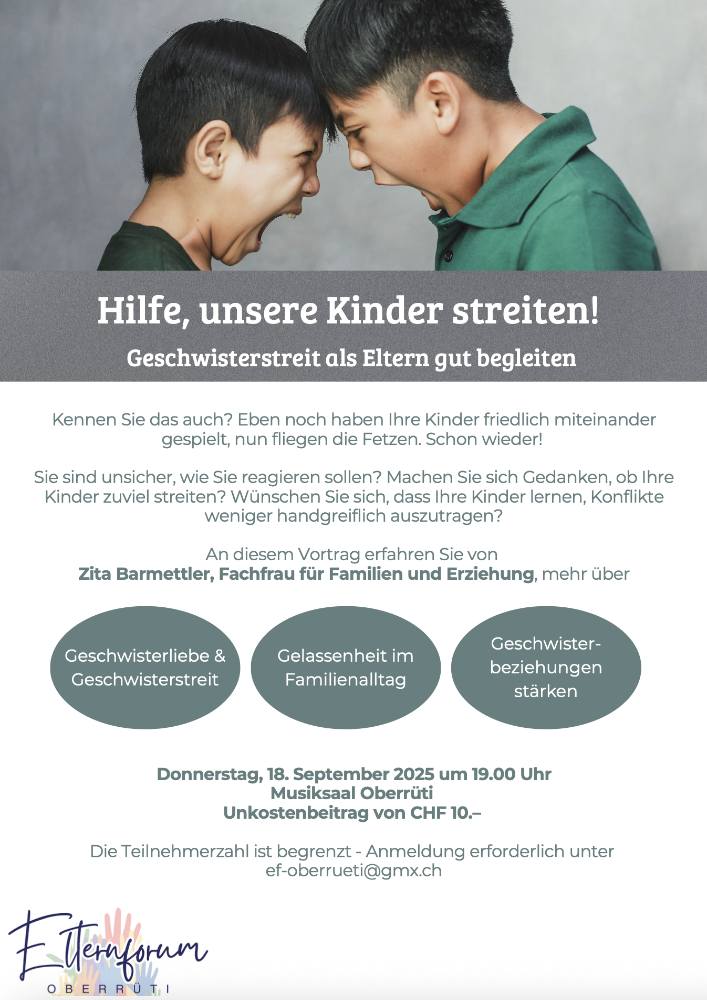 Hilfe, unsere Kinder streiten!
Geschwisterstreit als Eltern gut begleiten
Kennen Sie das auch? Eben noch haben Ihre Kinder friedlich miteinander
gespielt, nun fliegen die Fetzen. Schon wieder!
Sie sind unsicher, wie Sie reagieren sollen? Machen Sie sich Gedanken, ob Ihre
Kinder zuviel streiten? Wünschen Sie sich, dass Ihre Kinder lernen, Konflikte
weniger handgreiflich auszutragen?
An diesem Vortrag erfahren Sie von
Zita Barmettler, Fachfrau für Familien und Erziehung, mehr über
Geschwisterliebe &
Geschwisterstreit
Gelassenheit im
Familienalltag
Geschwister-
beziehungen
stärken
Donnerstag, 18. September 2025 um 19.00 Uhr
Musiksaal Oberrüti
Unkostenbeitrag von CHF 10.–
Die Teilnehmerzahl ist begrenzt - Anmeldung erforderlich unter
ef-oberrueti@gmx.ch
Elternforum
OBERRÜTI